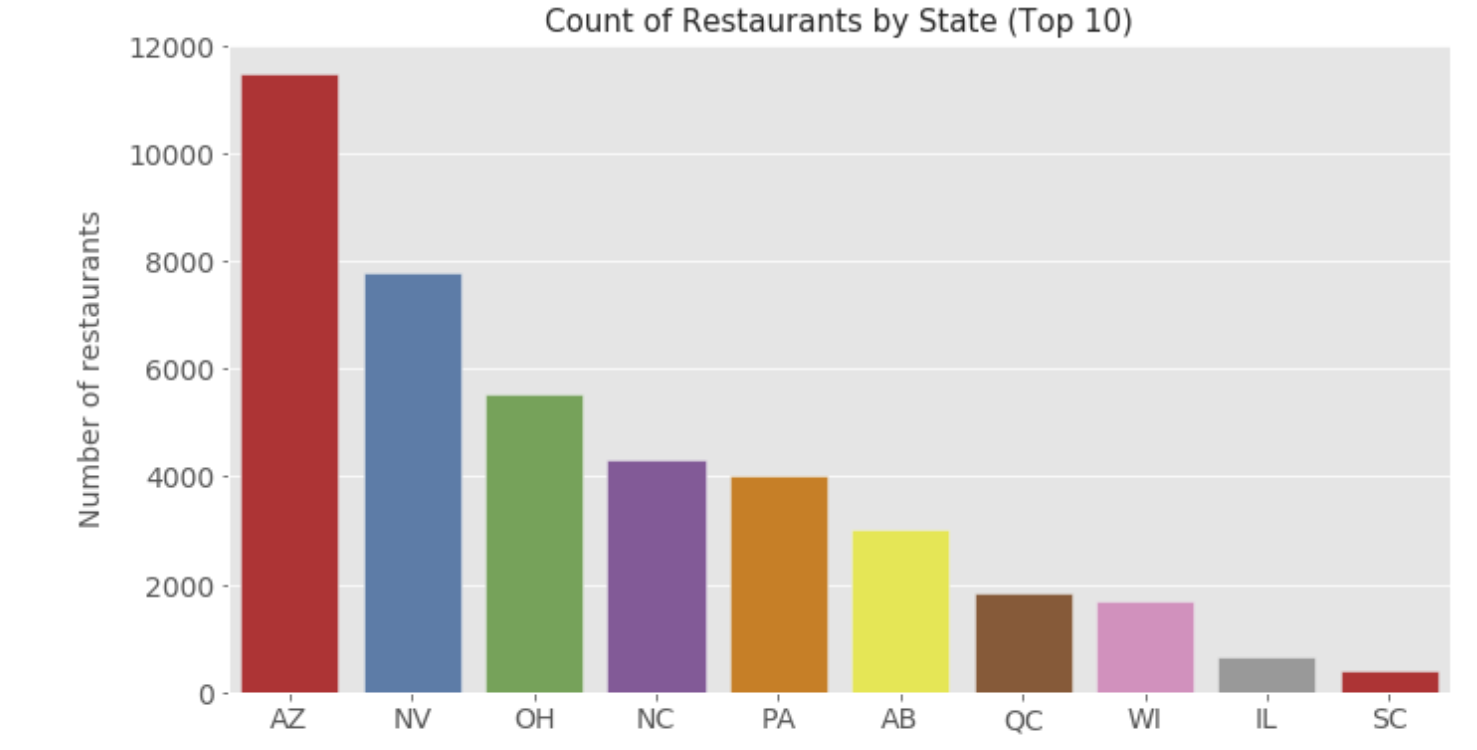 Count of Restaurants by State (Top 10)
12000
10000
8000
6000
4000
2000
0
Number of restaurants
AZ NV OH NC PA AB QC WI IL SC